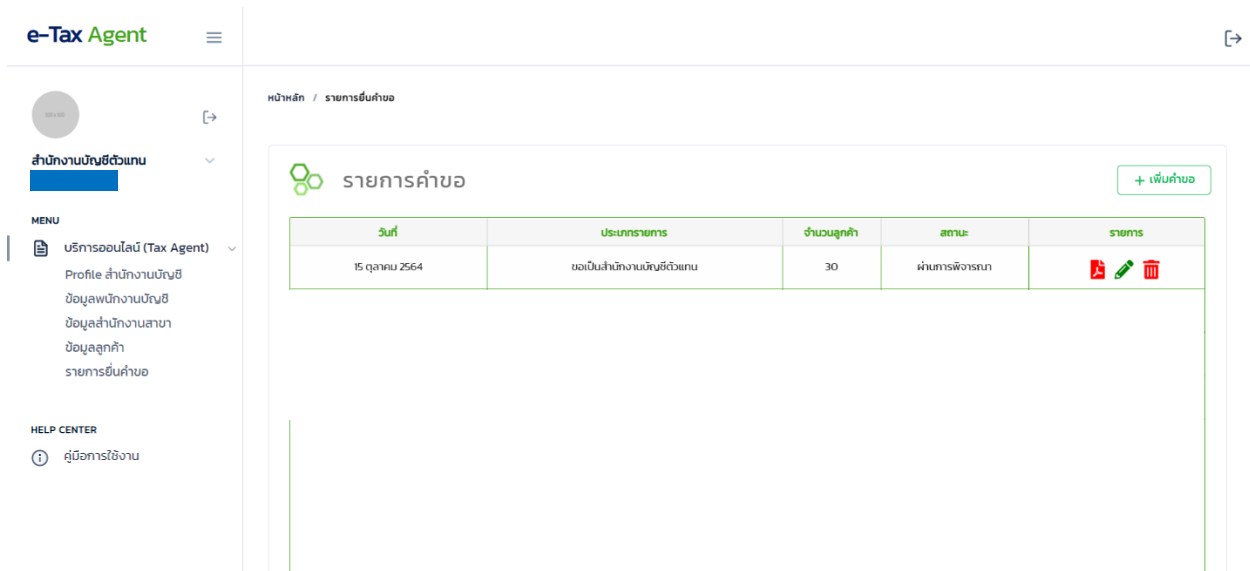 e-Tax Agent
หน้าหลัก / รายการยื่นคำขอ
สำนักงานบัญชีตัวแทน
รายการคำขอ
+ เพิ่มคำขอ
MENU
บริการออนไลน์ (Tax Agent)
Profile สำนักงานบัญชี
ข้อมูลพนักงานบัญชี
ข้อมูลสำนักงานสาขา
ข้อมูลลูกค้า
รายการยื่นคำขอ
HELP CENTER
คู่มือการใช้งาน
วันที่ ประเภทรายการ จำนวนลูกค้า สถานะ รายการ
15 ตุลาคม 2564 ขอเป็นสำนักงานบัญชีตัวแทน 30 ผ่านการพิจารณา